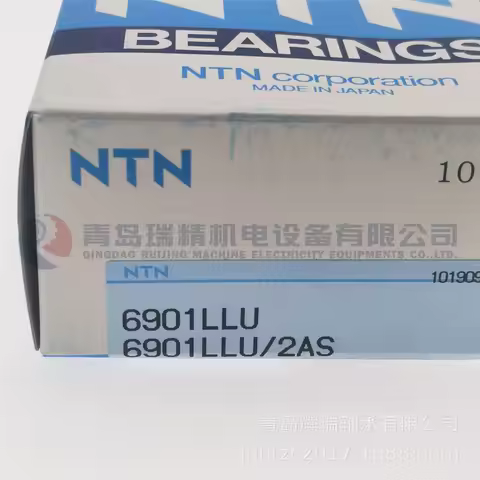 NTN
BEARINGS
NTN corporation
MADE IN JAPAN
NTN
10
青岛瑞精机电设备有限公司
QINGDAO RUIJING MACHINE ELECTRICITY EQUIPMENTS CO.,LTD.
NTN
101909
6901LLU
6901LLU/2AS